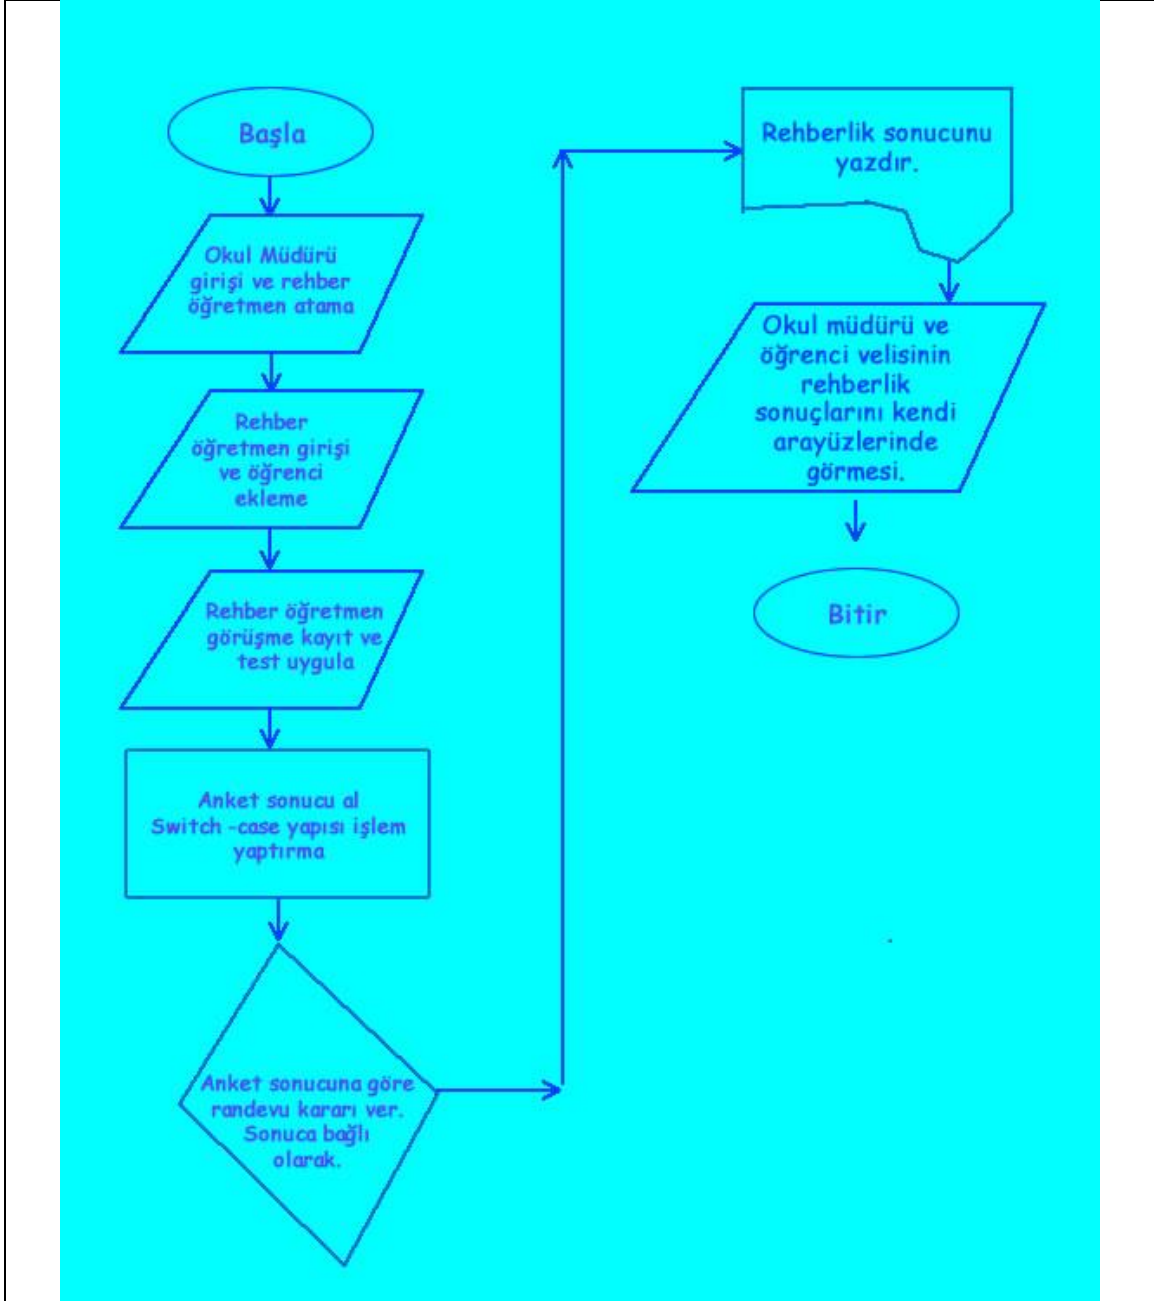 Başla
Okul Müdürü
girişi ve rehber
öğretmen atama
Rehber
öğretmen girişi
ve öğrenci
ekleme
Rehber öğretmen
görüşme kayıt ve
test uygula
Anket sonucu al
Switch -case yapısı işlem
yaptırma
Anket sonucuna göre
randevu kararı ver.
Sonuca bağlı
olarak.
Rehberlik sonucunu
yazdır.
Okul müdürü ve
öğrenci velisinin
rehberlik
sonuçlarını kendi
arayüzlerinde
görmesi.
Bitir